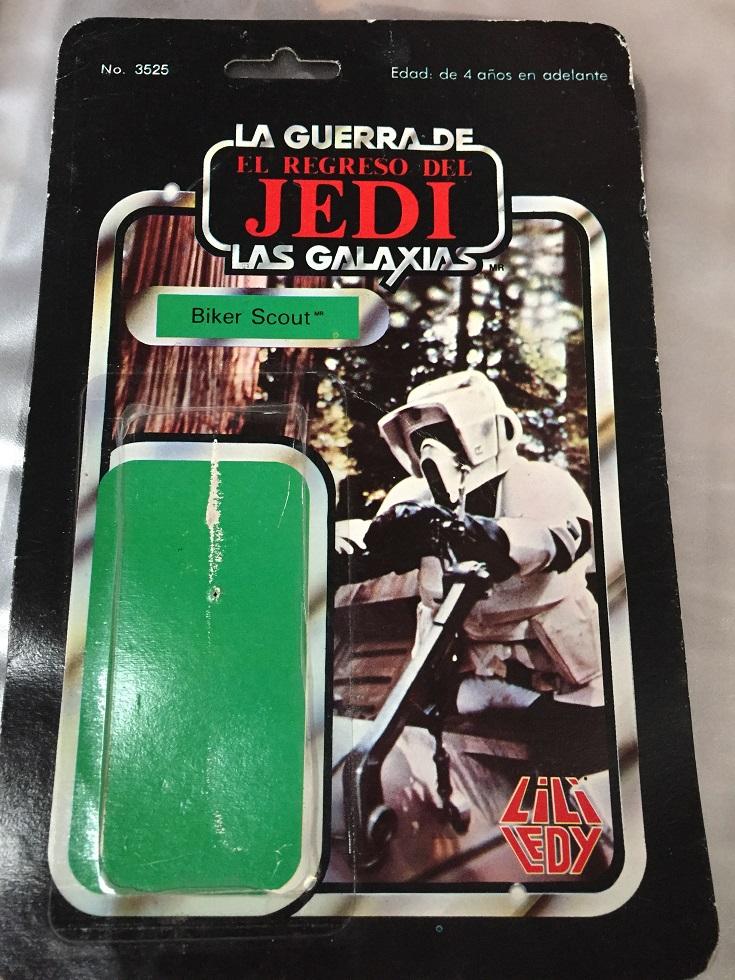 No. 3525
Edad: de 4 años en adelante
LA GUERRA DE
EL REGRESO DEL
JEDI
LAS GALAXIAS MR
Biker Scout MR
LiLi
LEDY